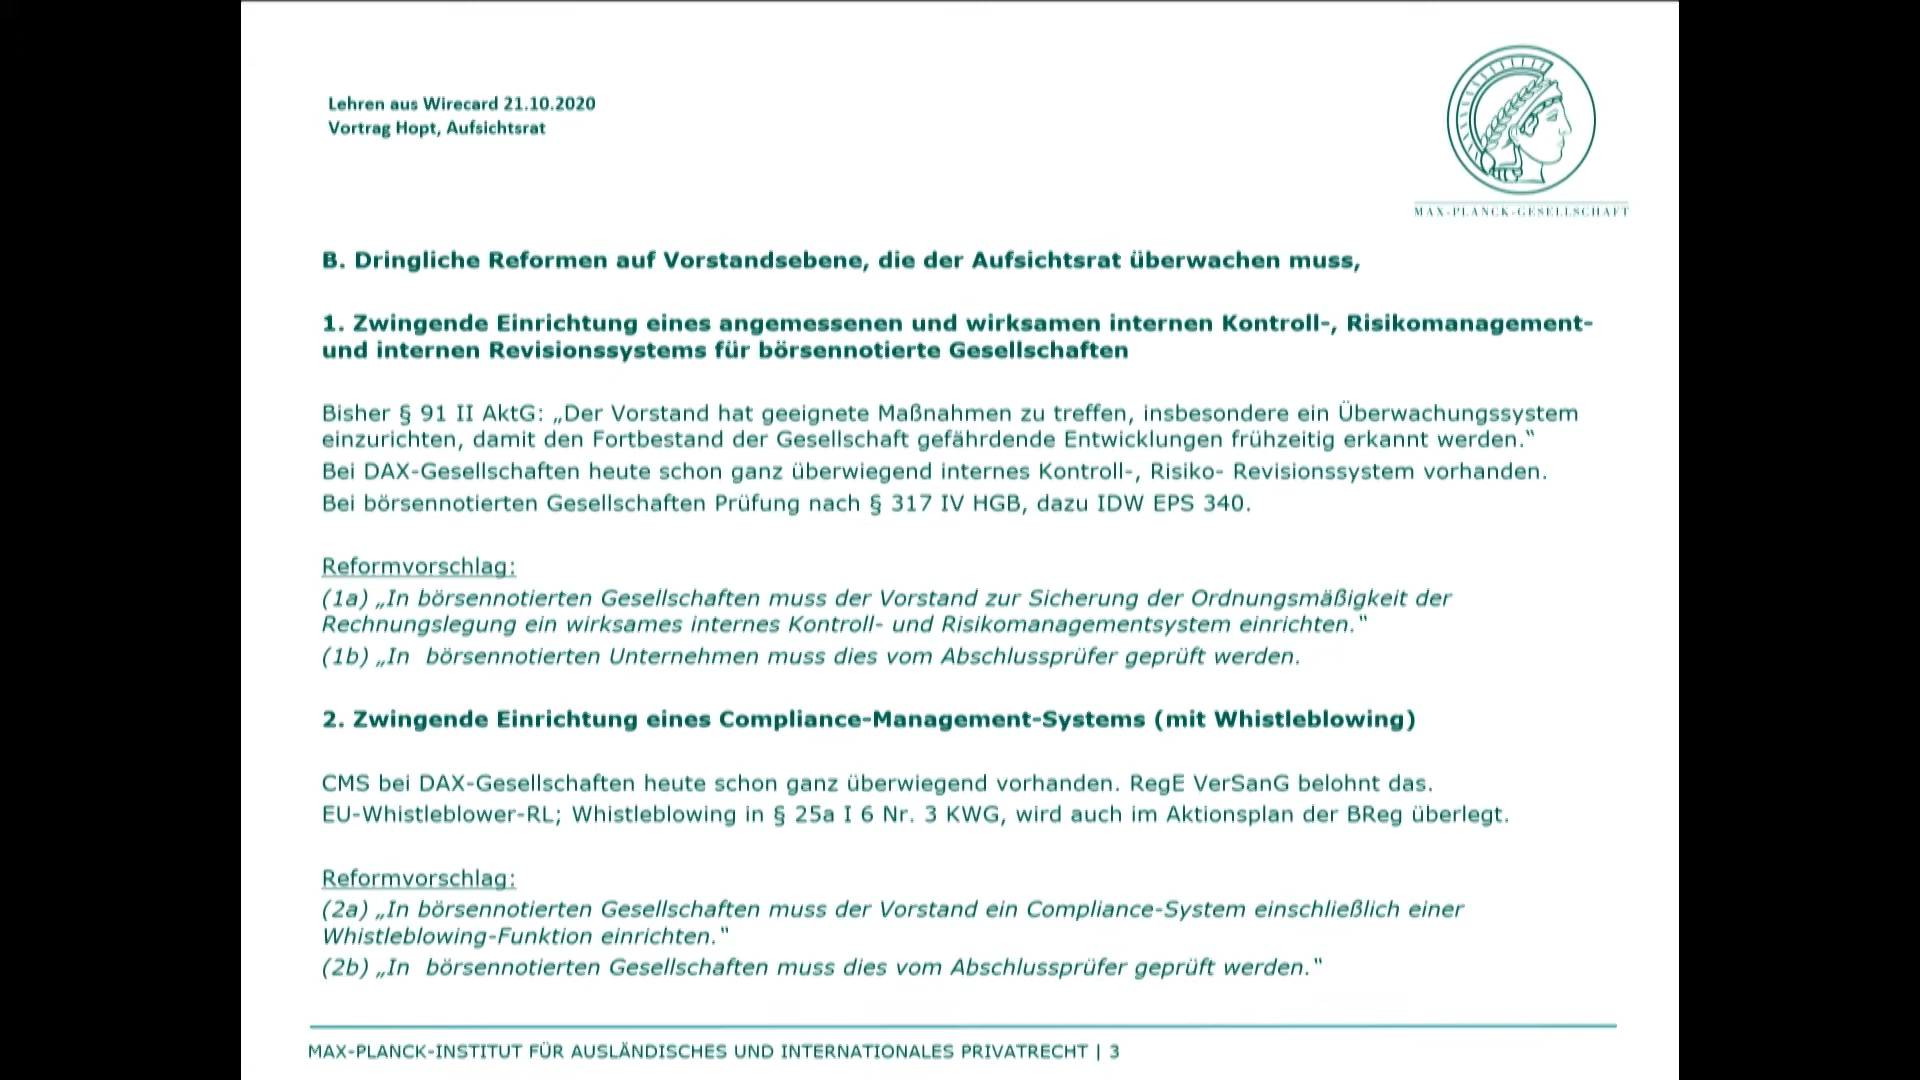 Lehren aus Wirecard 21.10.2020
Vortrag Hopt, Aufsichtsrat
MAX-PLANCK-GESELLSCHAFT
B. Dringliche Reformen auf Vorstandsebene, die der Aufsichtsrat überwachen muss,
1. Zwingende Einrichtung eines angemessenen und wirksamen internen Kontroll-, Risikomanagement-
und internen Revisionssystems für börsennotierte Gesellschaften
Bisher § 91 II AktG: „Der Vorstand hat geeignete Maßnahmen zu treffen, insbesondere ein Überwachungssystem
einzurichten, damit den Fortbestand der Gesellschaft gefährdende Entwicklungen frühzeitig erkannt werden.“
Bei DAX-Gesellschaften heute schon ganz überwiegend internes Kontroll-, Risiko- Revisionssystem vorhanden.
Bei börsennotierten Gesellschaften Prüfung nach § 317 IV HGB, dazu IDW EPS 340.
Reformvorschlag:
(1a) „In börsennotierten Gesellschaften muss der Vorstand zur Sicherung der Ordnungsmäßigkeit der
Rechnungslegung ein wirksames internes Kontroll- und Risikomanagementsystem einrichten.“
(1b) „In börsennotierten Unternehmen muss dies vom Abschlussprüfer geprüft werden.
2. Zwingende Einrichtung eines Compliance-Management-Systems (mit Whistleblowing)
CMS bei DAX-Gesellschaften heute schon ganz überwiegend vorhanden. RegE VerSanG belohnt das.
EU-Whistleblower-RL; Whistleblowing in § 25a I 6 Nr. 3 KWG, wird auch im Aktionsplan der BReg überlegt.
Reformvorschlag:
(2a) „In börsennotierten Gesellschaften muss der Vorstand ein Compliance-System einschließlich einer
Whistleblowing-Funktion einrichten.“
(2b) „In börsennotierten Gesellschaften muss dies vom Abschlussprüfer geprüft werden.“
MAX-PLANCK-INSTITUT FÜR AUSLÄNDISCHES UND INTERNATIONALES PRIVATRECHT | 3